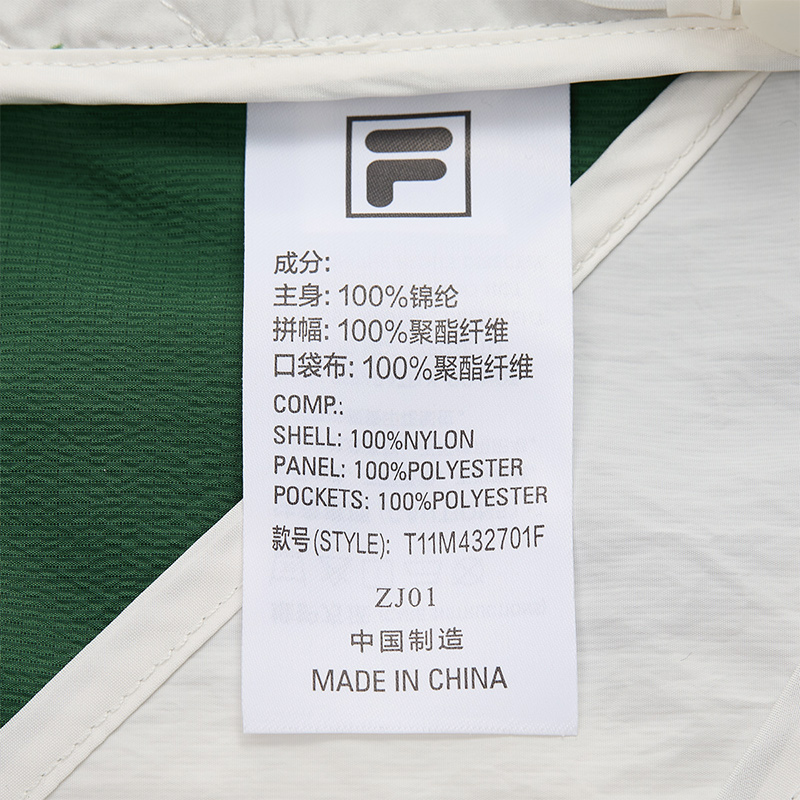 成分:
主身: 100%锦纶
拼幅: 100%聚酯纤维
口袋布: 100%聚酯纤维
COMP.:
SHELL: 100%NYLON
PANEL: 100%POLYESTER
POCKETS: 100%POLYESTER
款号(STYLE): T11M432701F
ZJ01
中国制造
MADE IN CHINA